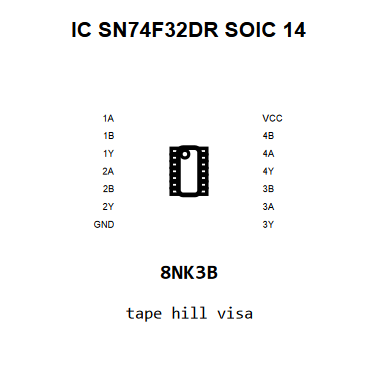 IC SN74F32DR SOIC 14
1A VCC
1B 4B
1Y 4A
2A 4Y
2B 3B
2Y 3A
GND 3Y
8NK3B
tape hill visa